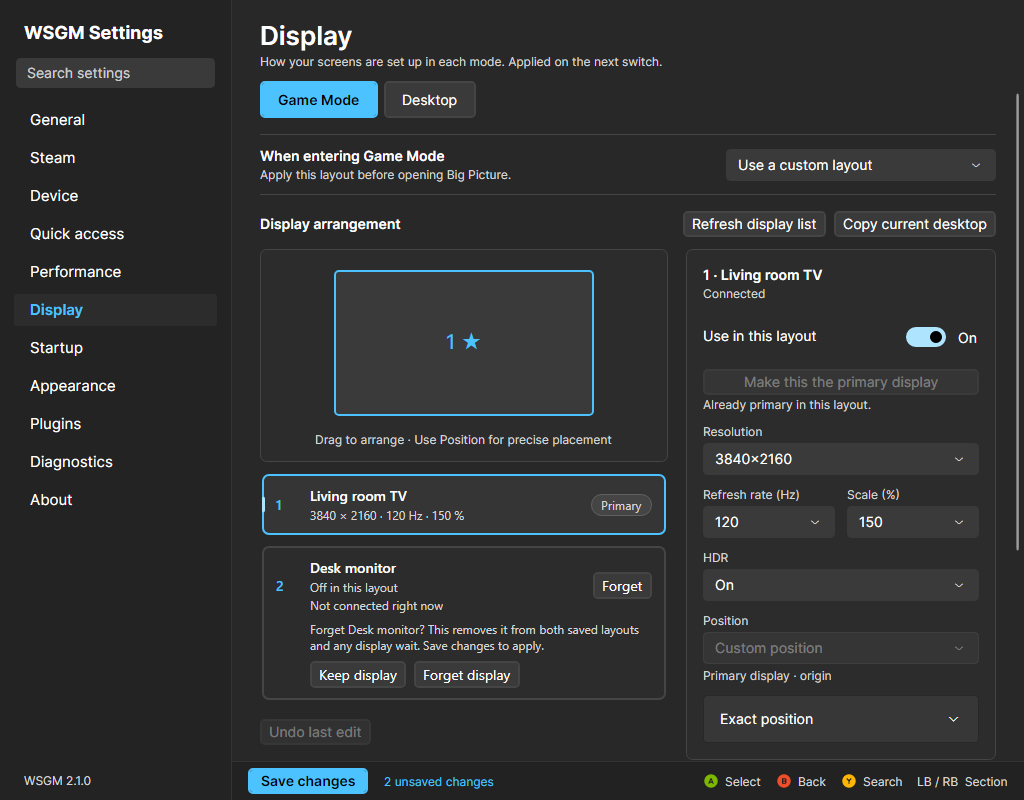 WSGM Settings
Search settings
General
Steam
Device
Quick access
Performance
Display
Startup
Appearance
Plugins
Diagnostics
About
WSGM 2.1.0
Display
How your screens are set up in each mode. Applied on the next switch.
Game Mode
Desktop
When entering Game Mode
Apply this layout before opening Big Picture.
Use a custom layout
Display arrangement
Refresh display list
Copy current desktop
1 ★
Drag to arrange · Use Position for precise placement
1
Living room TV
3840 × 2160 · 120 Hz · 150 %
Primary
2
Desk monitor
Off in this layout
Not connected right now
Forget
Forget Desk monitor? This removes it from both saved layouts
and any display wait. Save changes to apply.
Keep display
Forget display
Undo last edit
1 · Living room TV
Connected
Use in this layout
On
Make this the primary display
Already primary in this layout.
Resolution
3840×2160
Refresh rate (Hz)
Scale (%)
120
150
HDR
On
Position
Custom position
Primary display · origin
Exact position
Save changes
2 unsaved changes
A Select
B Back
Y Search
LB / RB Section